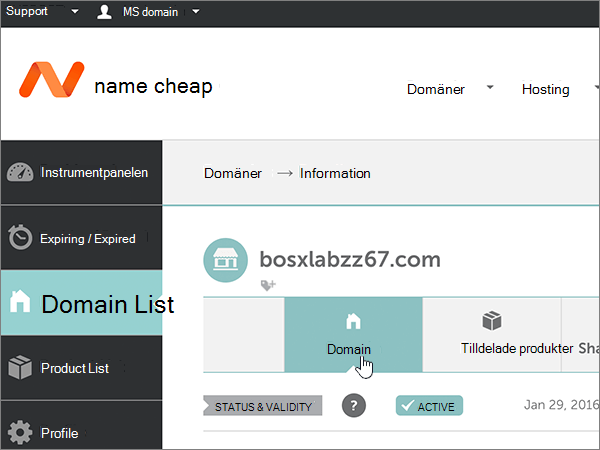 Support MS domain
name cheap
Domäner Hosting
Instrumentpanelen
Domäner → Information
Expiring / Expired
bosxlabzz67.com
Domain List
Domain
Tilldelade produkter
Sha
Product List
STATUS & VALIDITY ? ACTIVE Jan 29, 2016
Profile